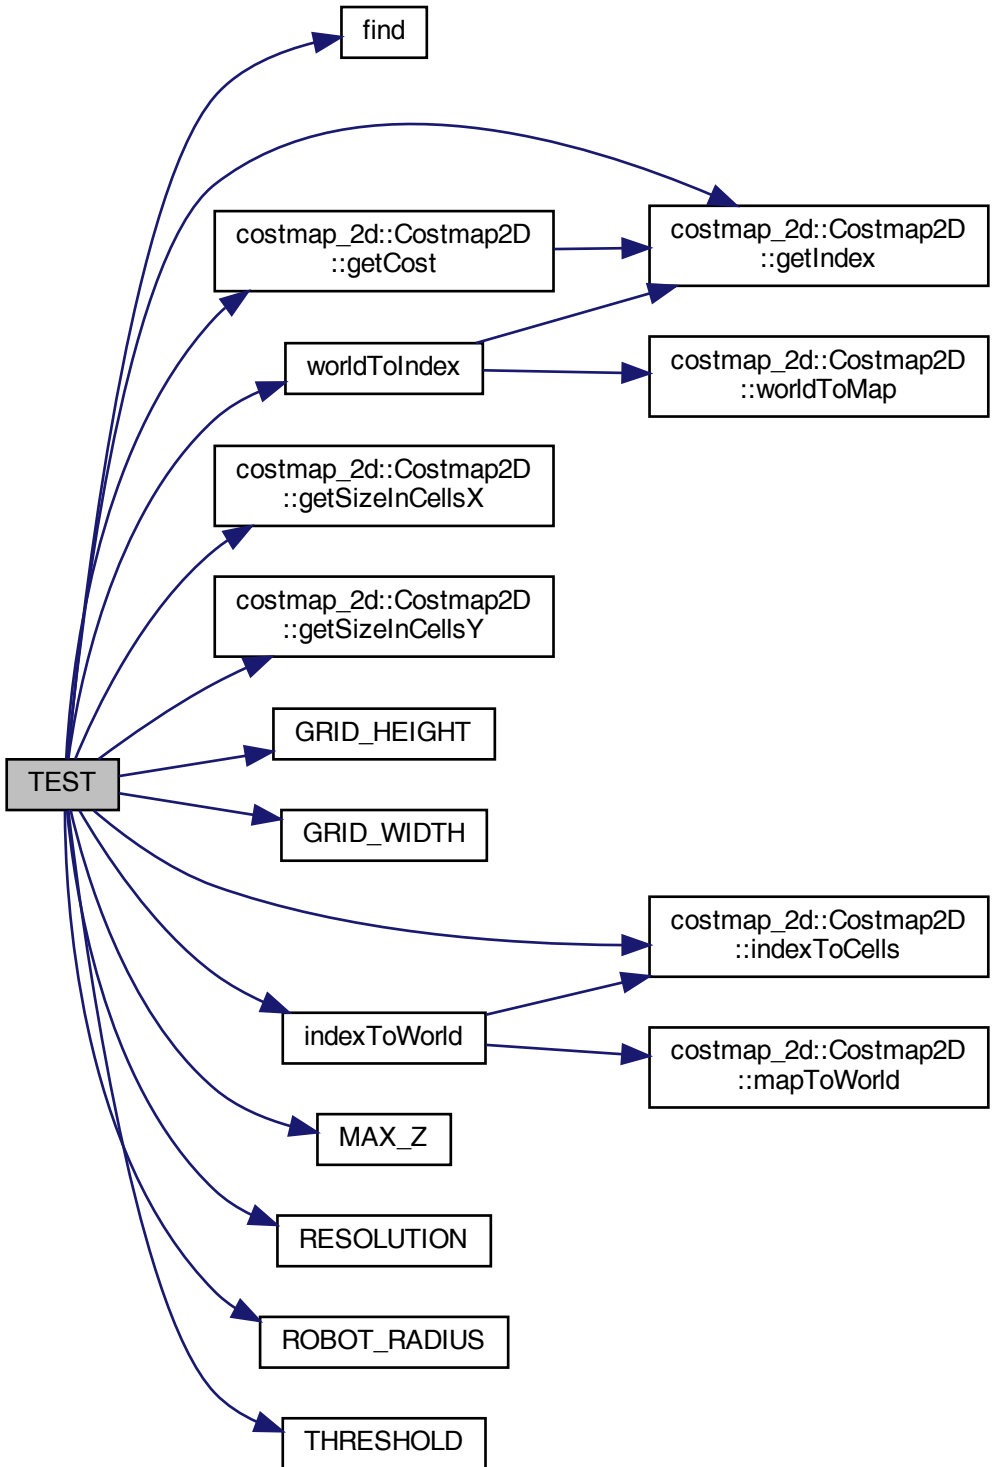 find
costmap_2d::Costmap2D
::getCost
costmap_2d::Costmap2D
::getIndex
worldToIndex
costmap_2d::Costmap2D
::worldToMap
costmap_2d::Costmap2D
::getSizeInCellsX
costmap_2d::Costmap2D
::getSizeInCellsY
GRID_HEIGHT
TEST
GRID_WIDTH
costmap_2d::Costmap2D
::indexToCells
indexToWorld
costmap_2d::Costmap2D
::mapToWorld
MAX_Z
RESOLUTION
ROBOT_RADIUS
THRESHOLD